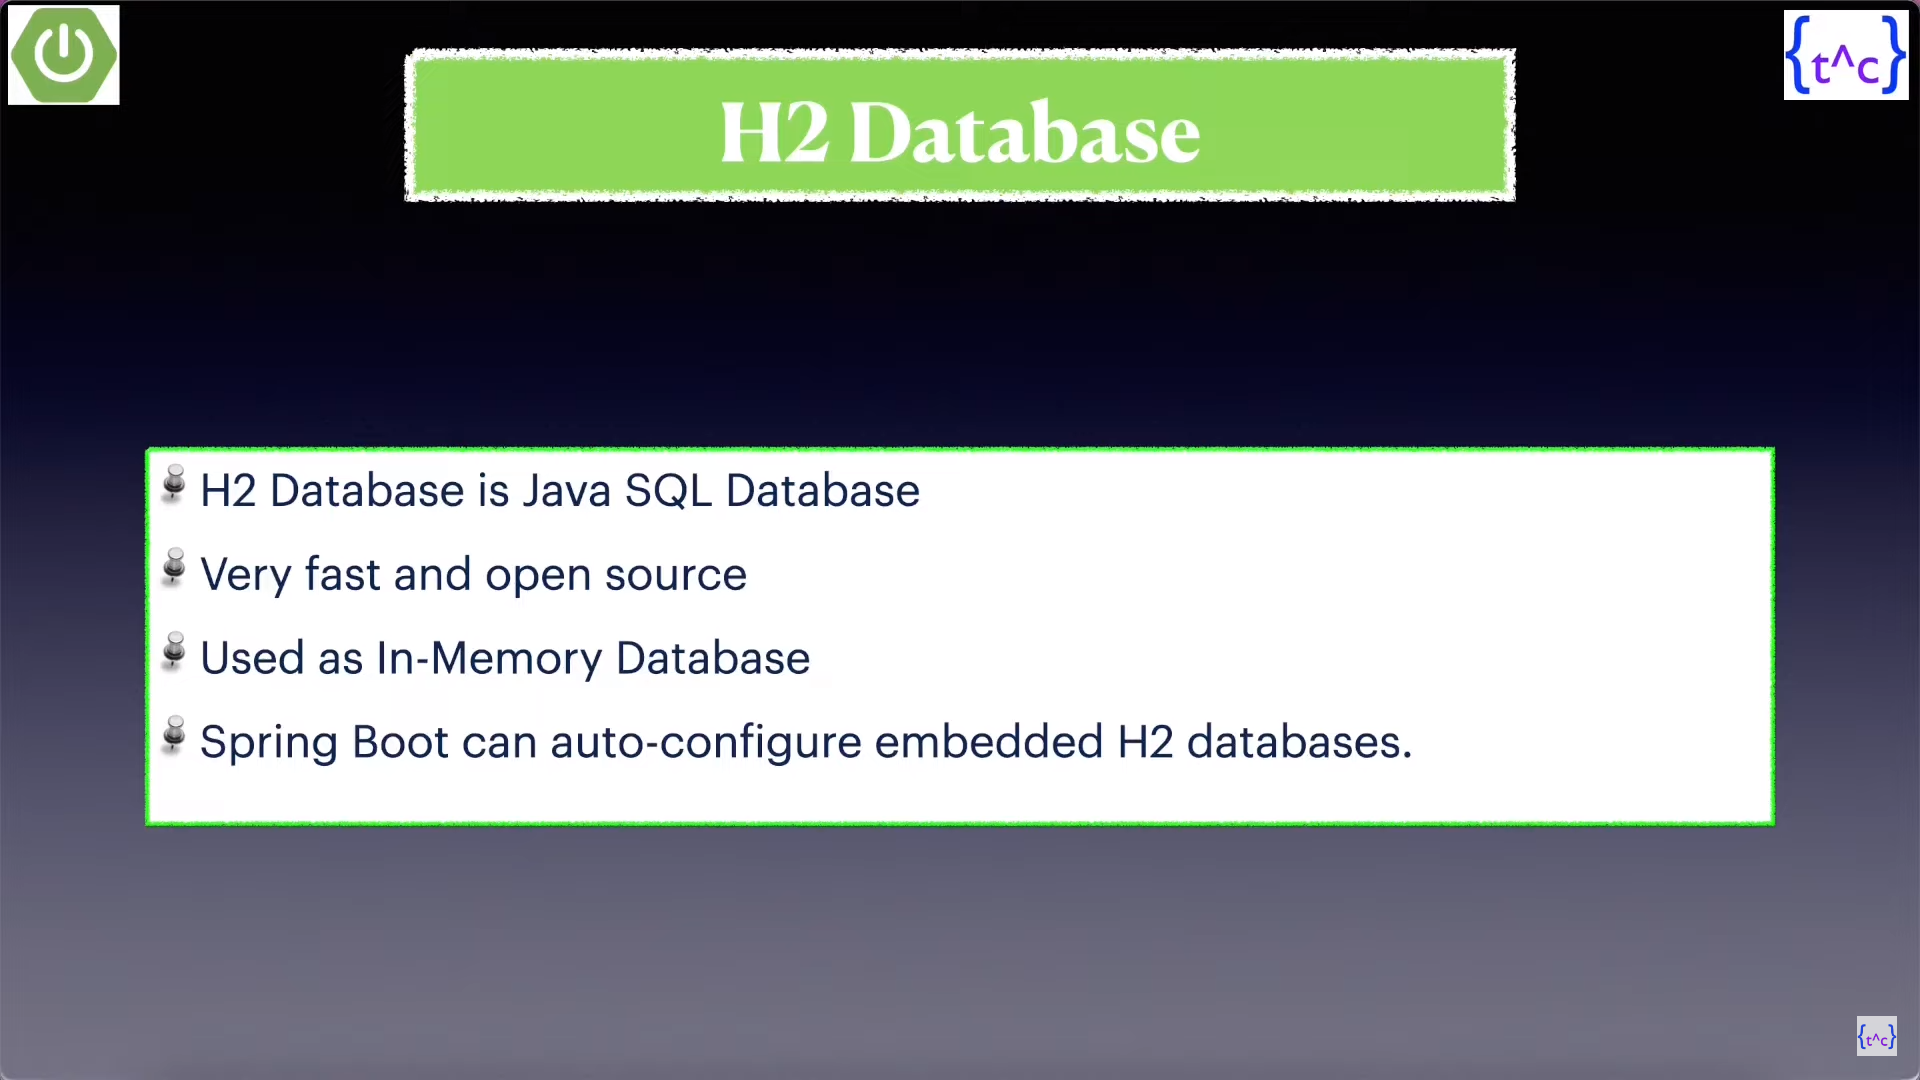 {t^c}
H2 Database
H2 Database is Java SQL Database
Very fast and open source
Used as In-Memory Database
Spring Boot can auto-configure embedded H2 databases.
{t^c}